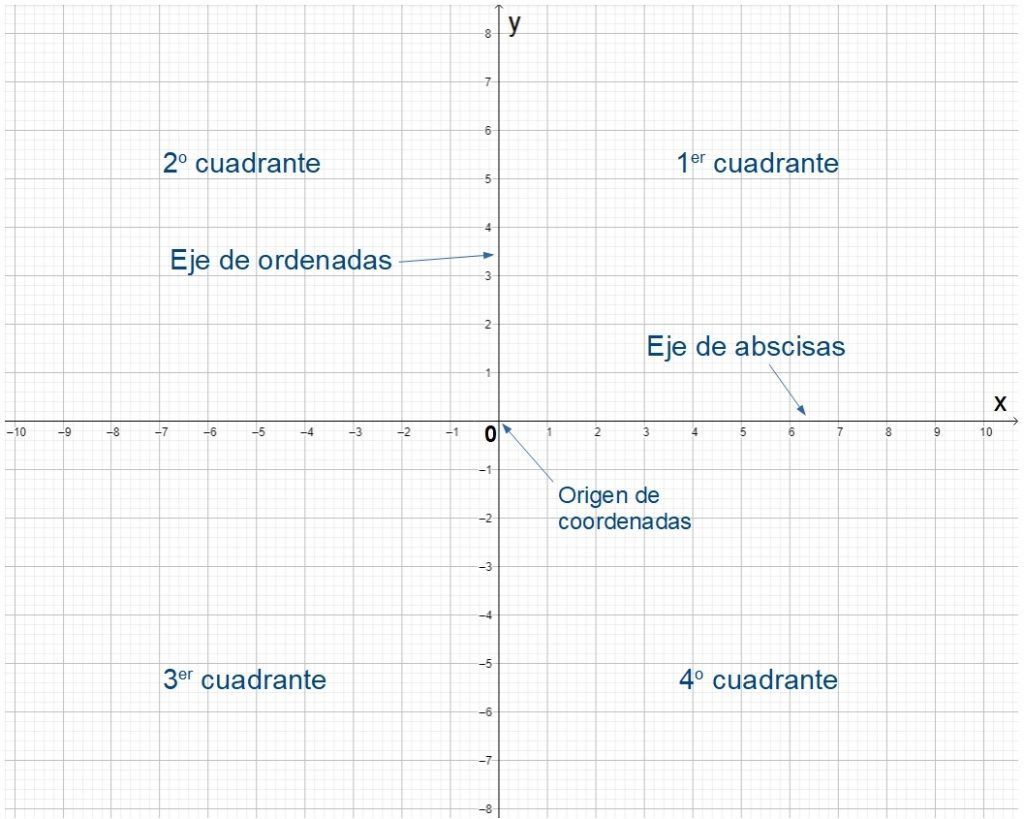 y
8
7
6
2º cuadrante
1er cuadrante
5
4
Eje de ordenadas
3
2
Eje de abscisas
1
x
–10 –9 –8 –7 –6 –5 –4 –3 –2 –1 0 1 2 3 4 5 6 7 8 9 10
–1
Origen de
coordenadas
–2
–3
–4
–5
3er cuadrante
4º cuadrante
–6
–7
–8